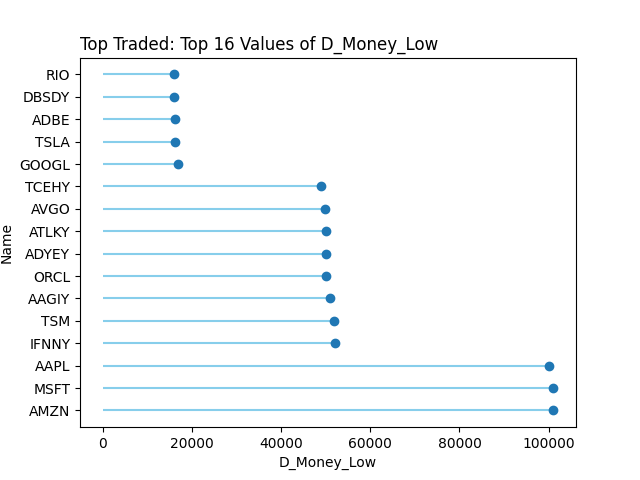 Top Traded: Top 16 Values of D_Money_Low
RIO
DBSDY
ADBE
TSLA
GOOGL
TCEHY
AVGO
ATLKY
ADYEY
ORCL
AAGIY
TSM
IFNNY
AAPL
MSFT
AMZN
Name
0 20000 40000 60000 80000 100000
D_Money_Low